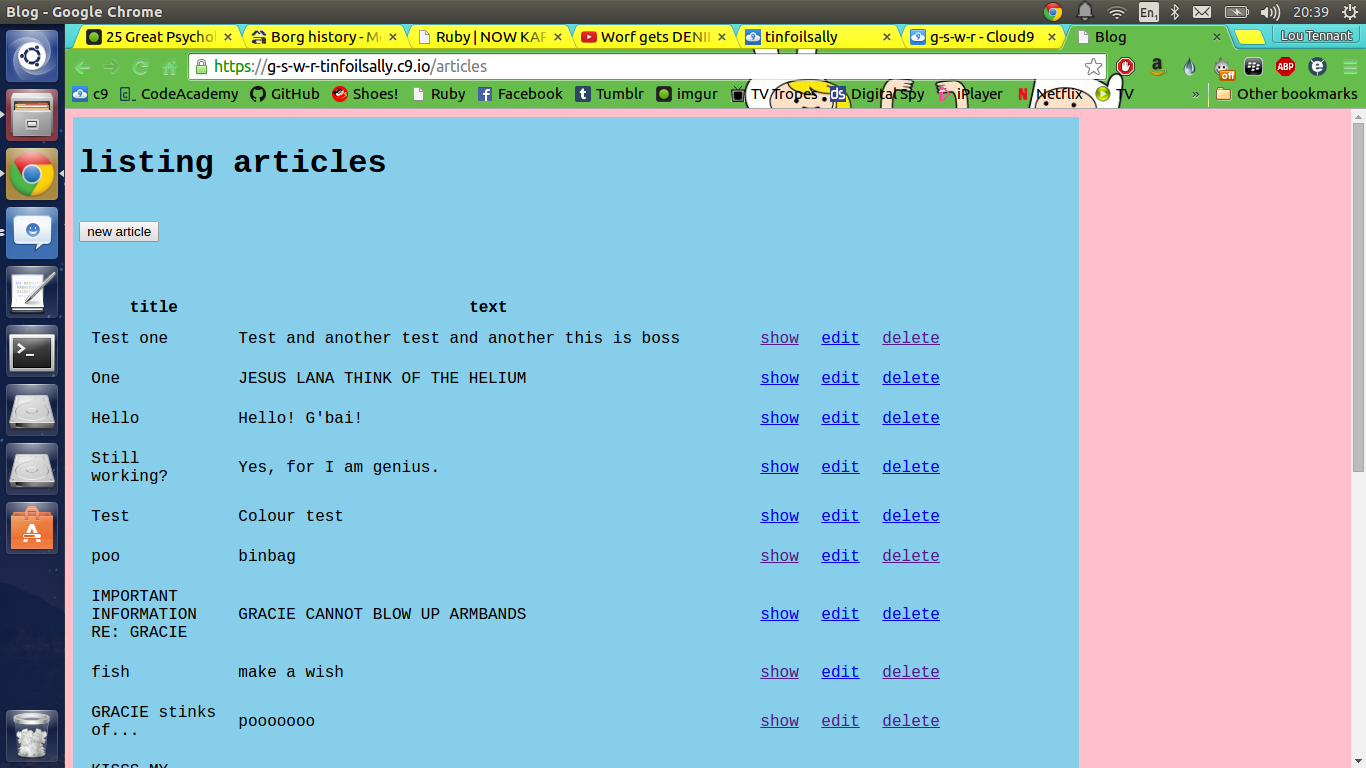 Blog - Google Chrome
En1
20:39
25 Great Psychol
Borg history - M
Ruby | NOW KAF
Worf gets DENI
tinfoilsally
g-s-w-r - Cloud9
Blog
Lou Tennant
https://g-s-w-r-tinfoilsally.c9.io/articles
off
ABP
c9
CodeAcademy
GitHub
Shoes!
Ruby
Facebook
Tumblr
imgur
TV Tropes
ds Digital Spy
iPlayer
Netflix
TV
»
Other bookmarks
listing articles
new article
title text
Test one Test and another test and another this is boss show edit delete
One JESUS LANA THINK OF THE HELIUM show edit delete
Hello Hello! G'bai! show edit delete
Still
working? Yes, for I am genius. show edit delete
Test Colour test show edit delete
poo binbag show edit delete
IMPORTANT
INFORMATION GRACIE CANNOT BLOW UP ARMBANDS show edit delete
RE: GRACIE
fish make a wish show edit delete
GRACIE stinks
of... pooooooo show edit delete
KISSS MY